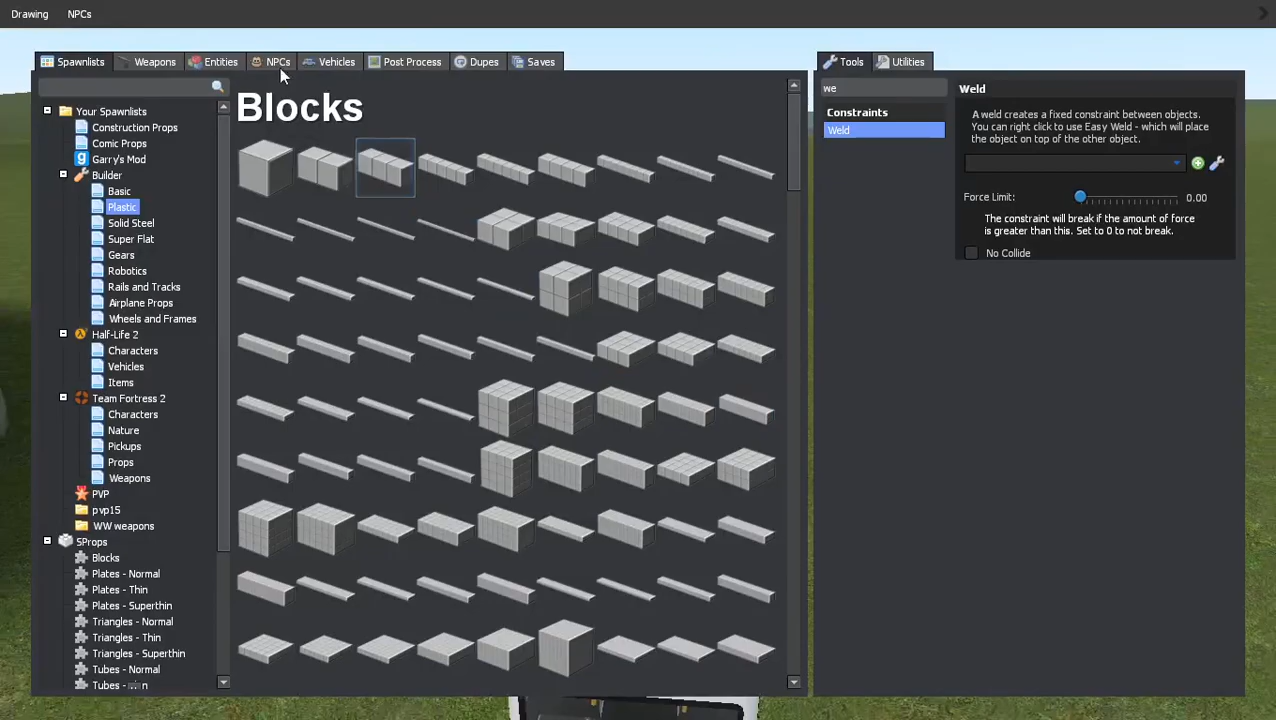 Drawing NPCs
Spawnlists Weapons Entities NPCs Vehicles Post Process Dupes Saves
Your Spawnlists
Construction Props
Comic Props
Garry's Mod
Builder
Basic
Plastic
Solid Steel
Super Flat
Gears
Robotics
Rails and Tracks
Airplane Props
Wheels and Frames
Half-Life 2
Characters
Vehicles
Items
Team Fortress 2
Characters
Nature
Pickups
Props
Weapons
PVP
pvp15
WW weapons
SProps
Blocks
Plates - Normal
Plates - Thin
Plates - Superthin
Triangles - Normal
Triangles - Thin
Triangles - Superthin
Tubes - Normal
Tubes -
Blocks
Tools Utilities
we
Constraints
Weld
Weld
A weld creates a fixed constraint between objects.
You can right click to use Easy Weld - which will place
the object on top of the other object.
Force Limit: 0.00
The constraint will break if the amount of force
is greater than this. Set to 0 to not break.
No Collide